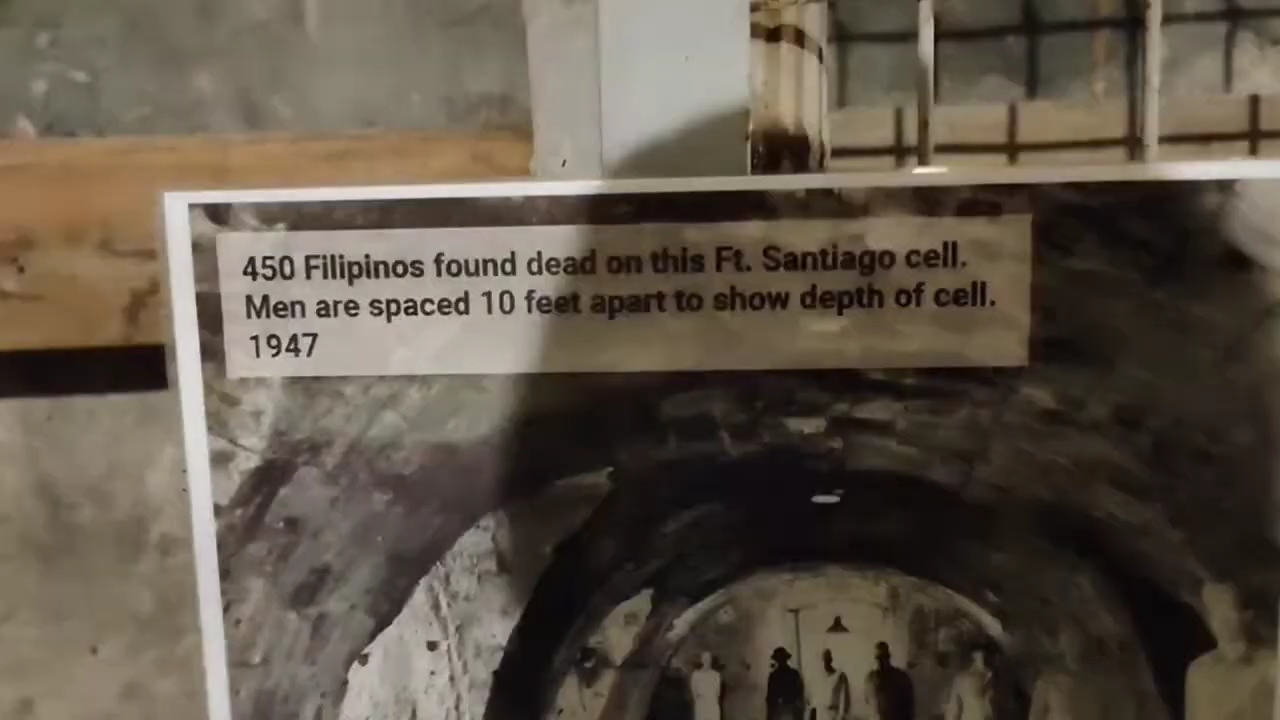 450 Filipinos found dead on this Ft. Santiago cell.
Men are spaced 10 feet apart to show depth of cell.
1947